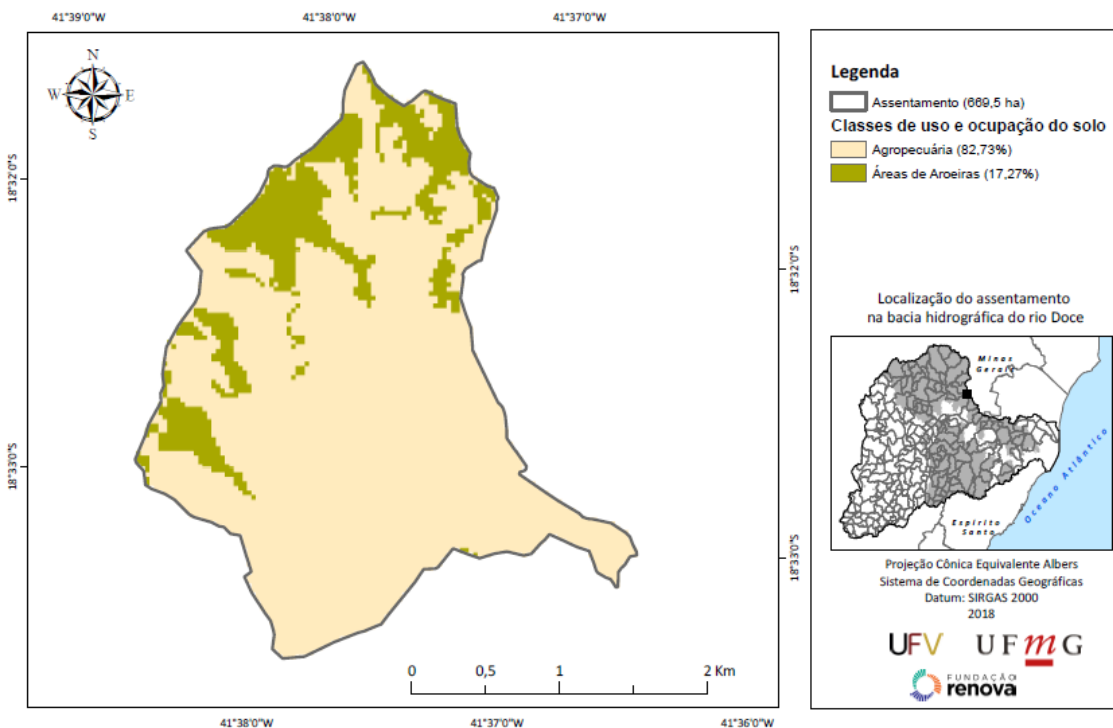 41°39'0"W
41°38'0"W
41°37'0"W
N
W
E
S
18°32'0"S
18°33'0"S
18°32'0"S
18°33'0"S
0
0,5
1
2 Km
41°38'0"W
41°37'0"W
41°36'0"W
Legenda
Assentamento (669,5 ha)
Classes de uso e ocupação do solo
Agropecuária (82,73%)
Áreas de Aroeiras (17,27%)
Localização do assentamento
na bacia hidrográfica do rio Doce
Minas
Gerais
Oceano Atlântico
Espírito
Santo
Projeção Cônica Equivalente Albers
Sistema de Coordenadas Geográficas
Datum: SIRGAS 2000
2018
UFV
UFmG
FUNDAÇÃO
renova